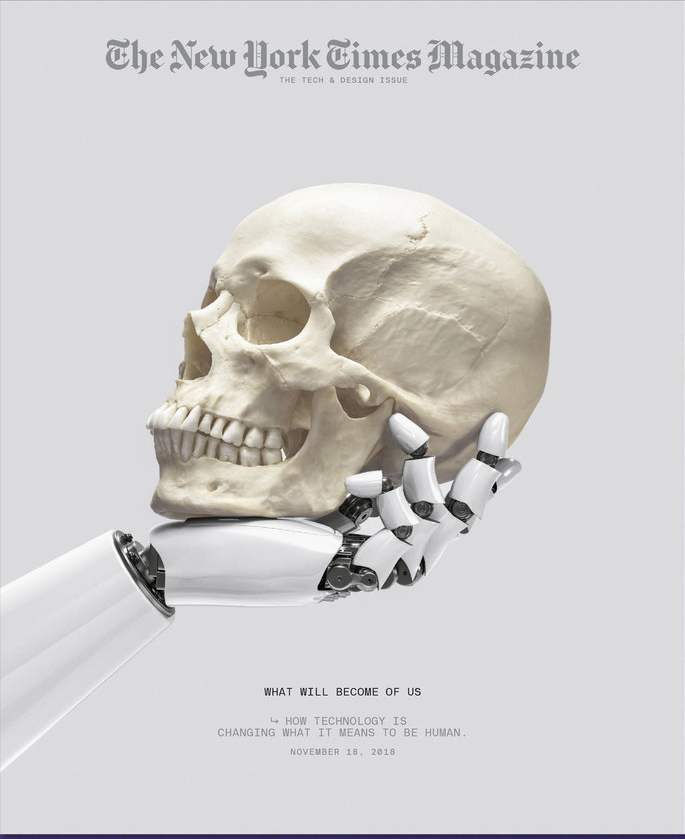 The New York Times Magazine
THE TECH & DESIGN ISSUE
WHAT WILL BECOME OF US
↪ HOW TECHNOLOGY IS
CHANGING WHAT IT MEANS TO BE HUMAN.
NOVEMBER 18, 2018